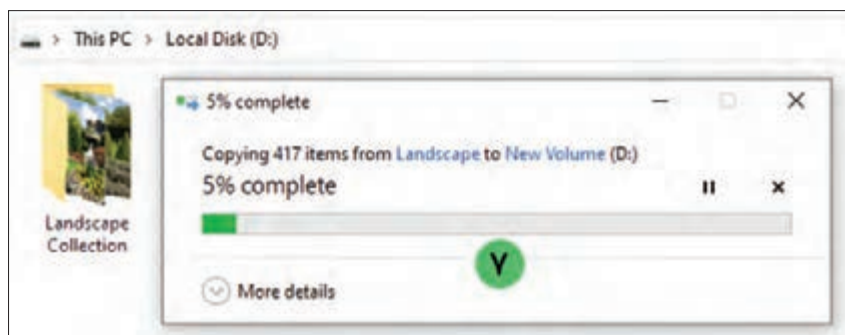 > This PC > Local Disk (D:)
5% complete
Copying 417 items from Landscape to New Volume (D:)
5% complete
Landscape
Collection
۷
More details